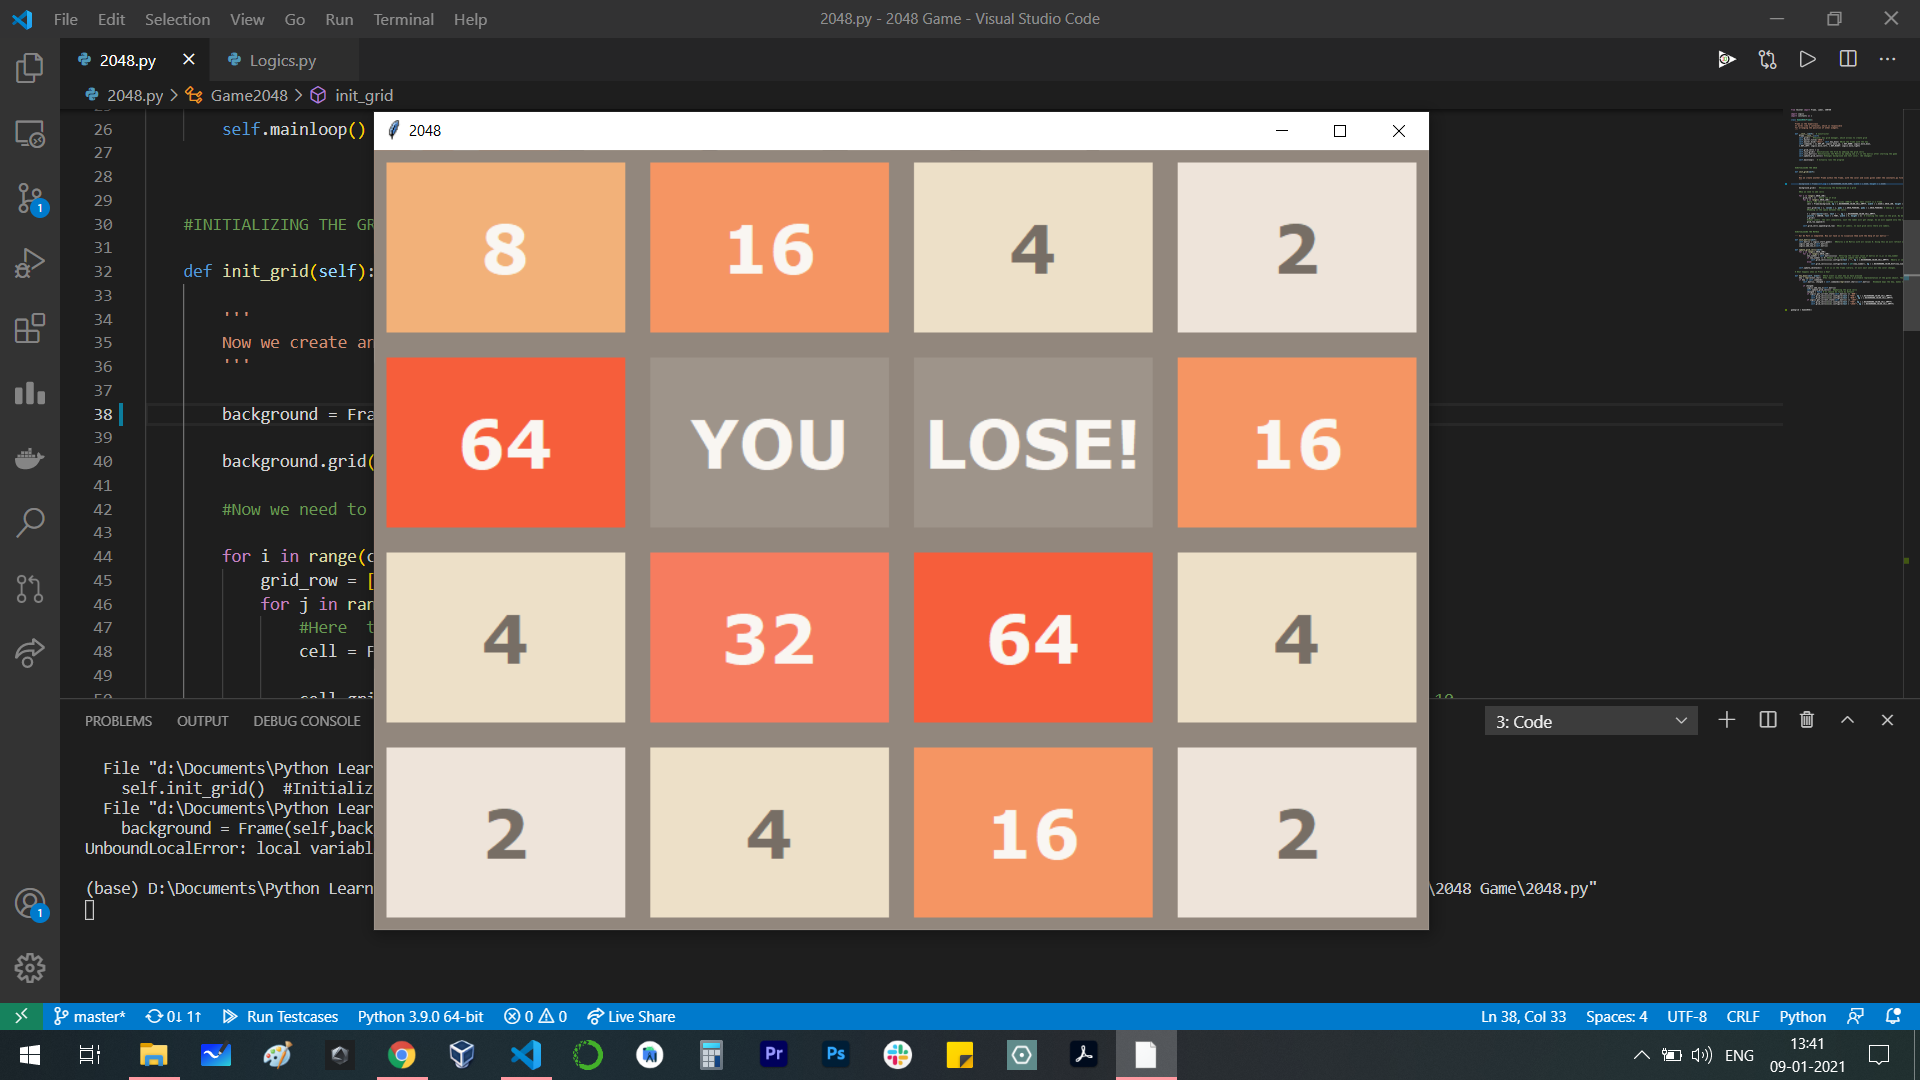 File Edit Selection View Go Run Terminal Help
2048.py - 2048 Game - Visual Studio Code
2048.py
Logics.py
2048.py > Game2048 > init_grid
26 self.mainloop()
27
28
29
30 #INITIALIZING THE GR
31
32 def init_grid(self):
33
34 '''
35 Now we create an
36 '''
37
38 background = Fra
39
40 background.grid(
41
42 #Now we need to
43
44 for i in range(c
45 grid_row = [
46 for j in ran
47 #Here t
48 cell = F
49
2048
8 16 4 2
64 YOU LOSE! 16
4 32 64 4
2 4 16 2
PROBLEMS OUTPUT DEBUG CONSOLE
3: Code
File "d:\Documents\Python Lear
self.init_grid() #Initializ
File "d:\Documents\Python Lear
background = Frame(self,back
UnboundLocalError: local variabl
(base) D:\Documents\Python Learn
\2048 Game\2048.py"
1
1
master* 0↓ 1↑ Run Testcases Python 3.9.0 64-bit 0 0 Live Share
Ln 38, Col 33 Spaces: 4 UTF-8 CRLF Python
Pr Ps
ENG
13:41
09-01-2021